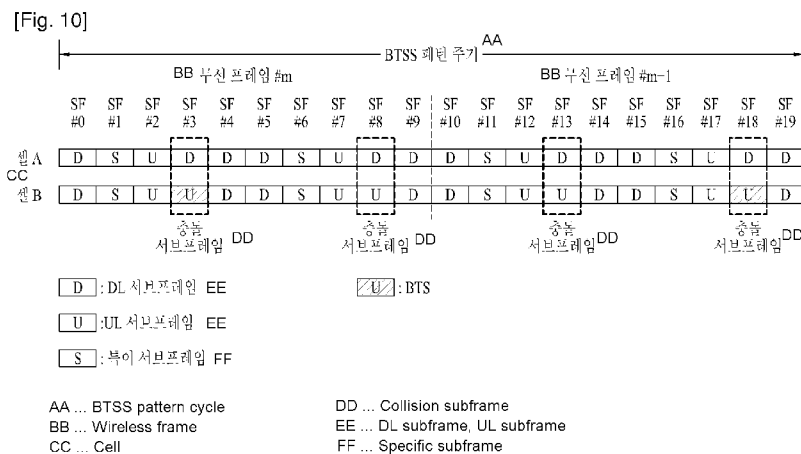 [Fig. 10]
BTSS 패턴 주기 AA
BB 무선 프레임 #m BB 무선 프레임 #m-1
SF SF SF SF SF SF SF SF SF SF SF SF SF SF SF SF SF SF SF SF
#0 #1 #2 #3 #4 #5 #6 #7 #8 #9 #10 #11 #12 #13 #14 #15 #16 #17 #18 #19
셀A D S U D D D S U D D D S U D D D S U D D
CC
셀B D S U U D D S U U D D S U U D D S U U D
충돌 충돌 충돌 충돌
서브프레임 DD 서브프레임 DD 서브프레임 DD 서브프레임 DD
D : DL 서브프레임 EE U : BTS
U :UL 서브프레임 EE
S : 특이 서브프레임 FF
AA ... BTSS pattern cycle DD ... Collision subframe
BB ... Wireless frame EE ... DL subframe, UL subframe
CC ... Cell FF ... Specific subframe